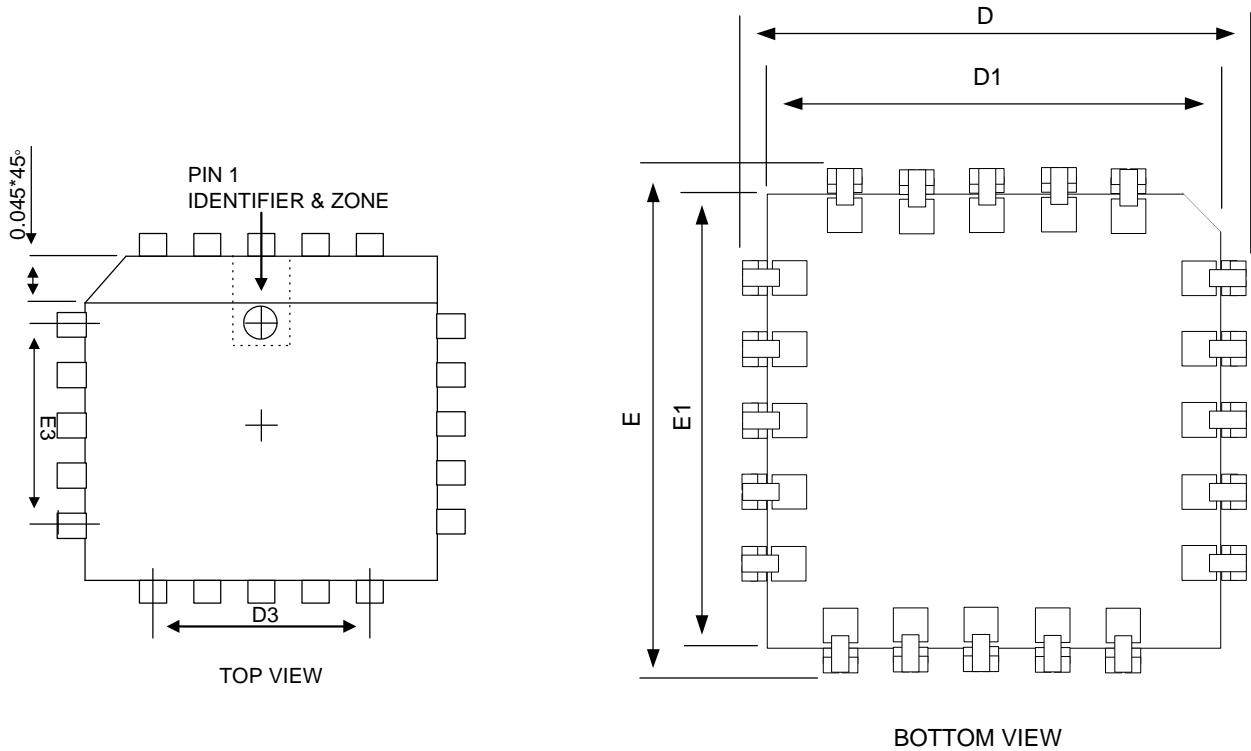 0.045*45°
PIN 1
IDENTIFIER & ZONE
E3
D3
TOP VIEW
D
D1
E
E1
BOTTOM VIEW